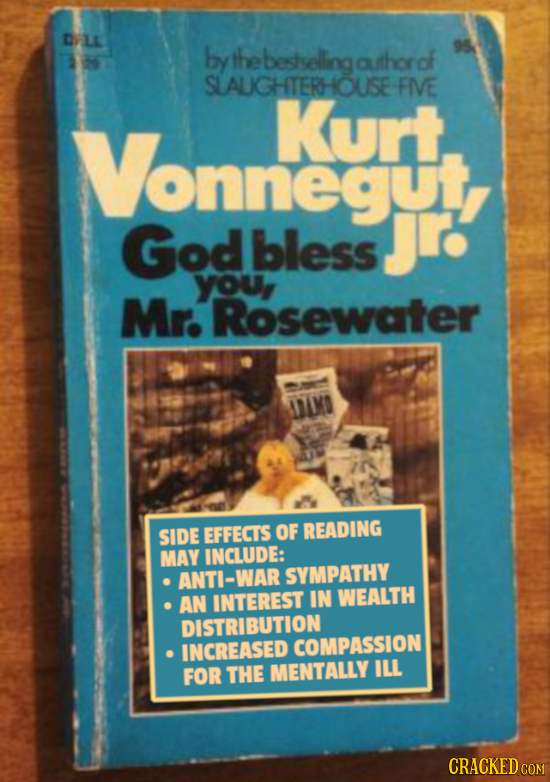 DELL
95¢
by the bestselling author of
SLAUGHTERHOUSE-FIVE
Kurt
Vonnegut,
jr.
God bless
you,
Mr. Rosewater
SIDE EFFECTS OF READING
MAY INCLUDE:
• ANTI-WAR SYMPATHY
• AN INTEREST IN WEALTH
DISTRIBUTION
• INCREASED COMPASSION
FOR THE MENTALLY ILL
CRACKED.COM